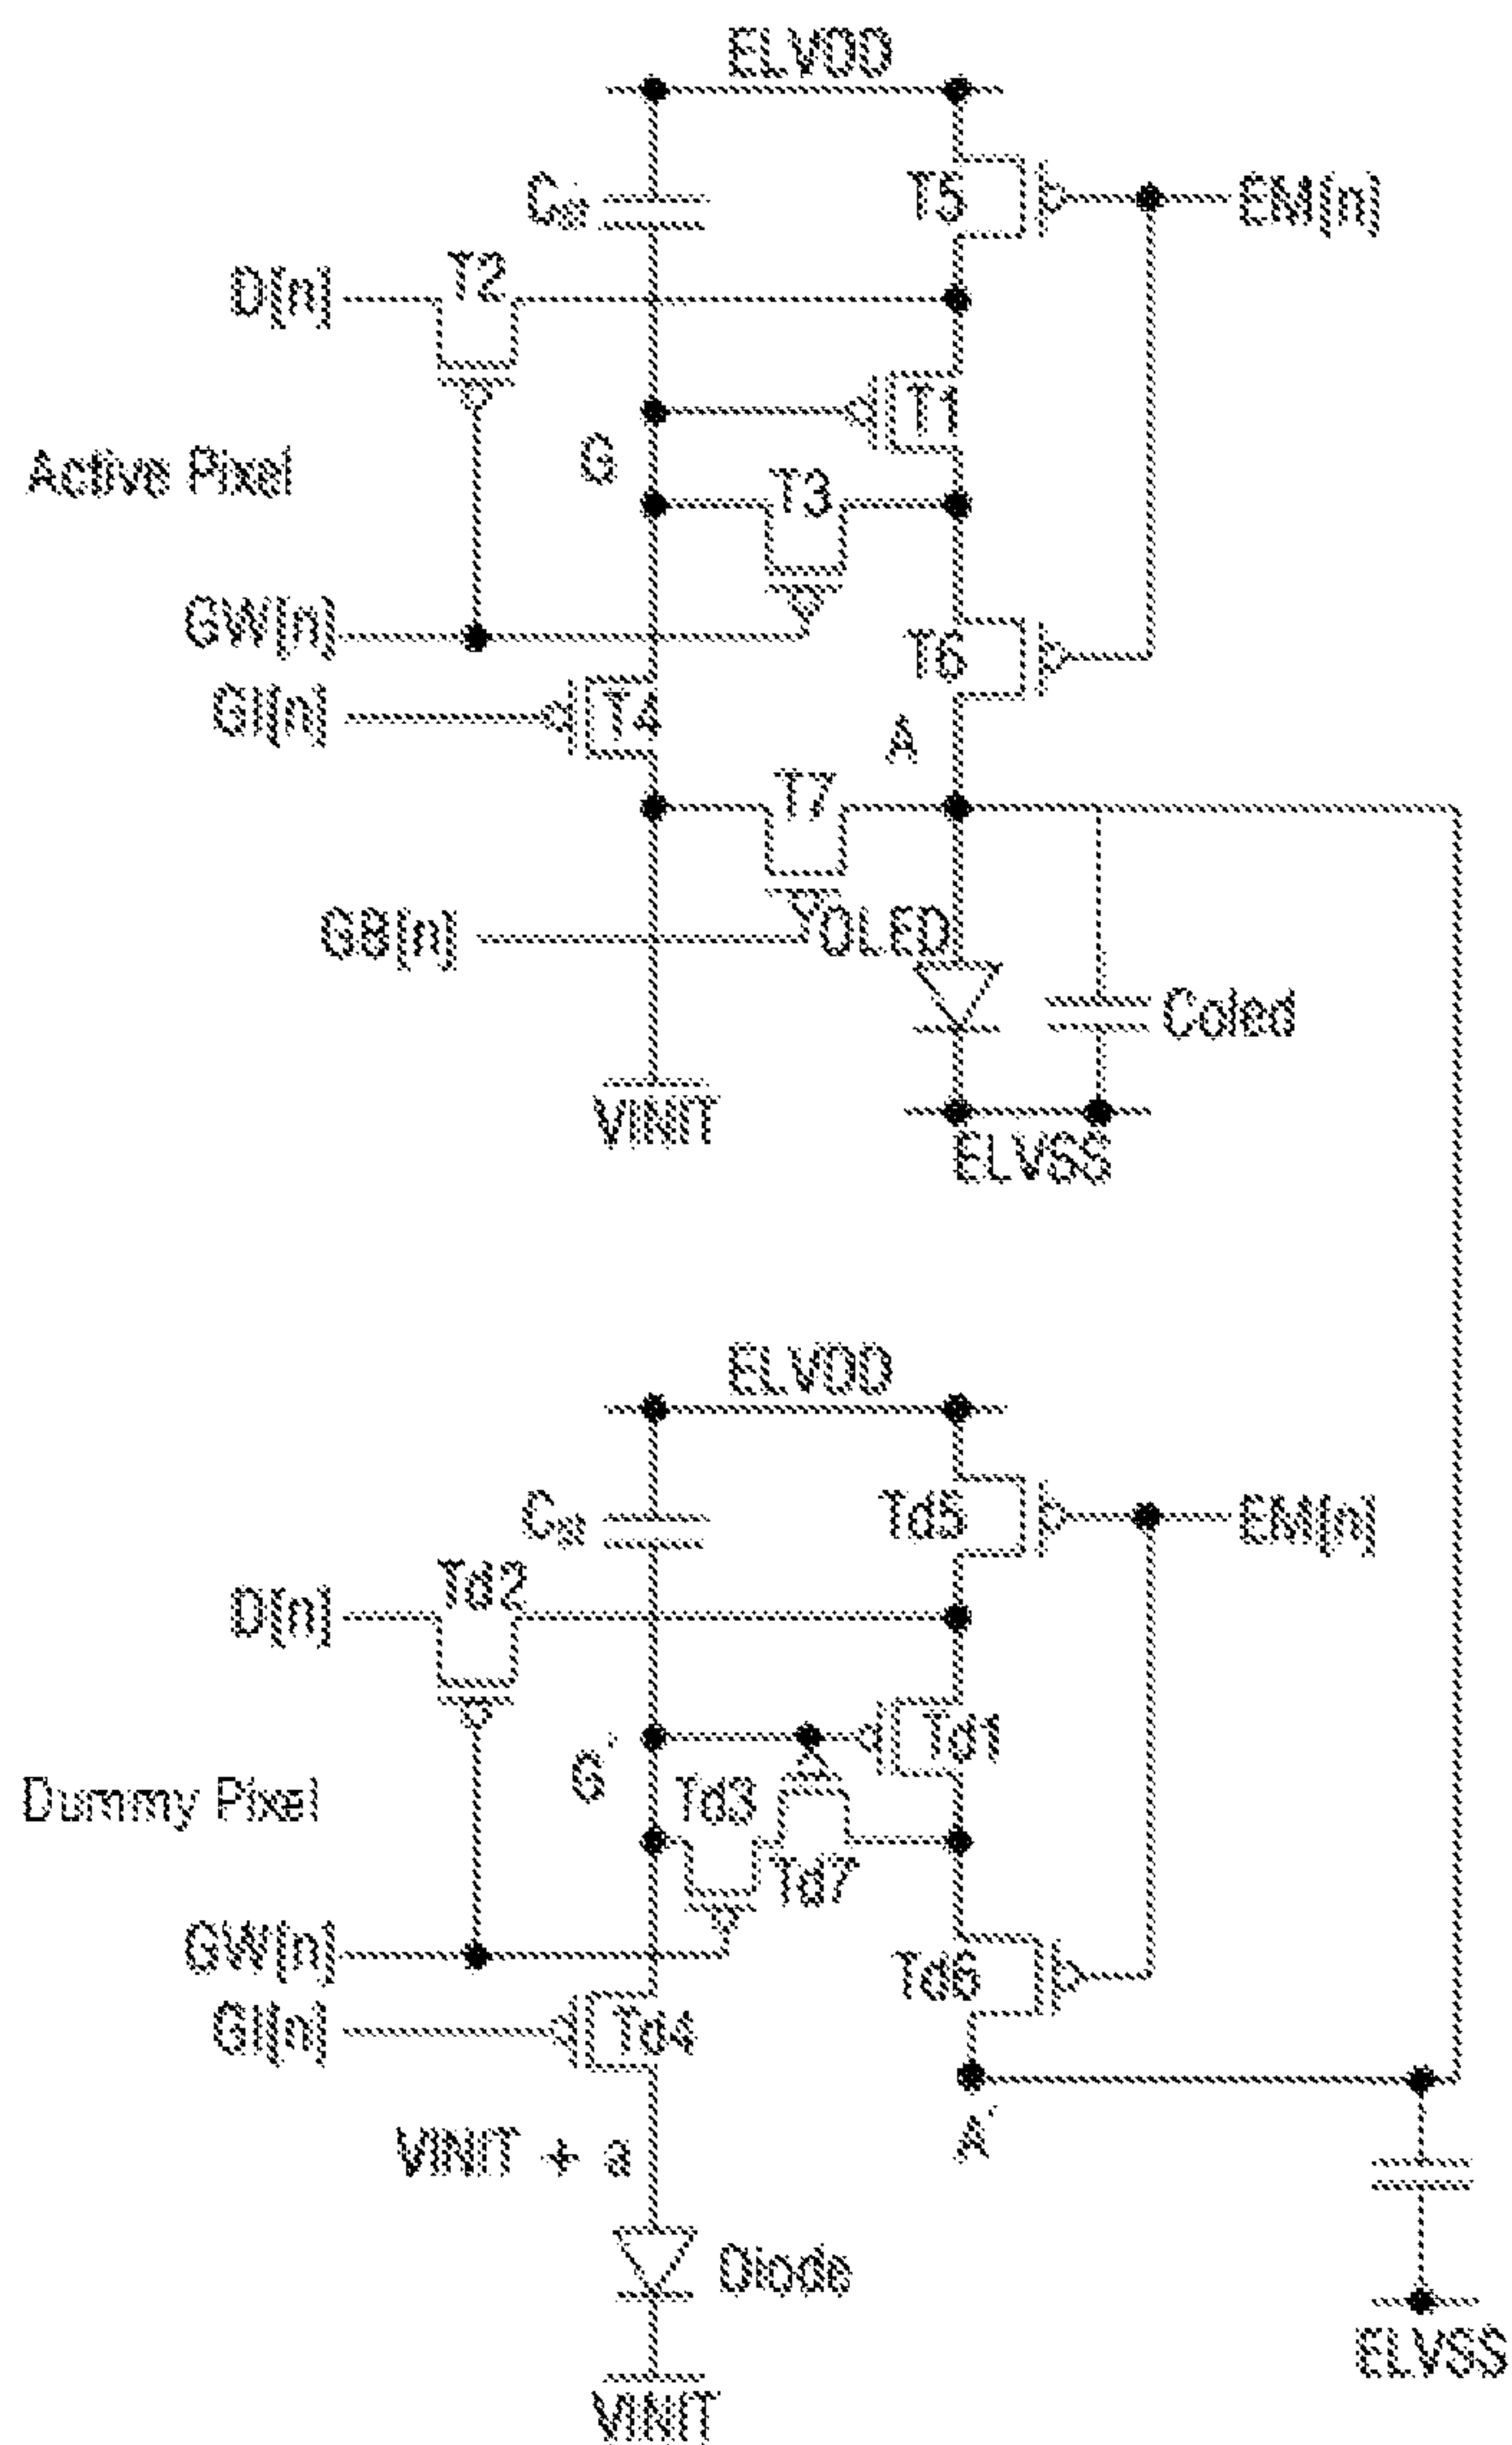 ELVDD
Cst
T5
EM[n]
D[n]
T2
T1
G
Active Pixel
T3
GW[n]
T6
GI[n]
T4
A
T7
GB[n]
OLED
Coled
VINIT
ELVSS
ELVDD
Cst
Td5
EM[n]
D[n]
Td2
Td1
G'
Td3
Dummy Pixel
Td7
GW[n]
Td6
GI[n]
Td4
A'
VINIT + a
Diode
ELVSS
VINIT